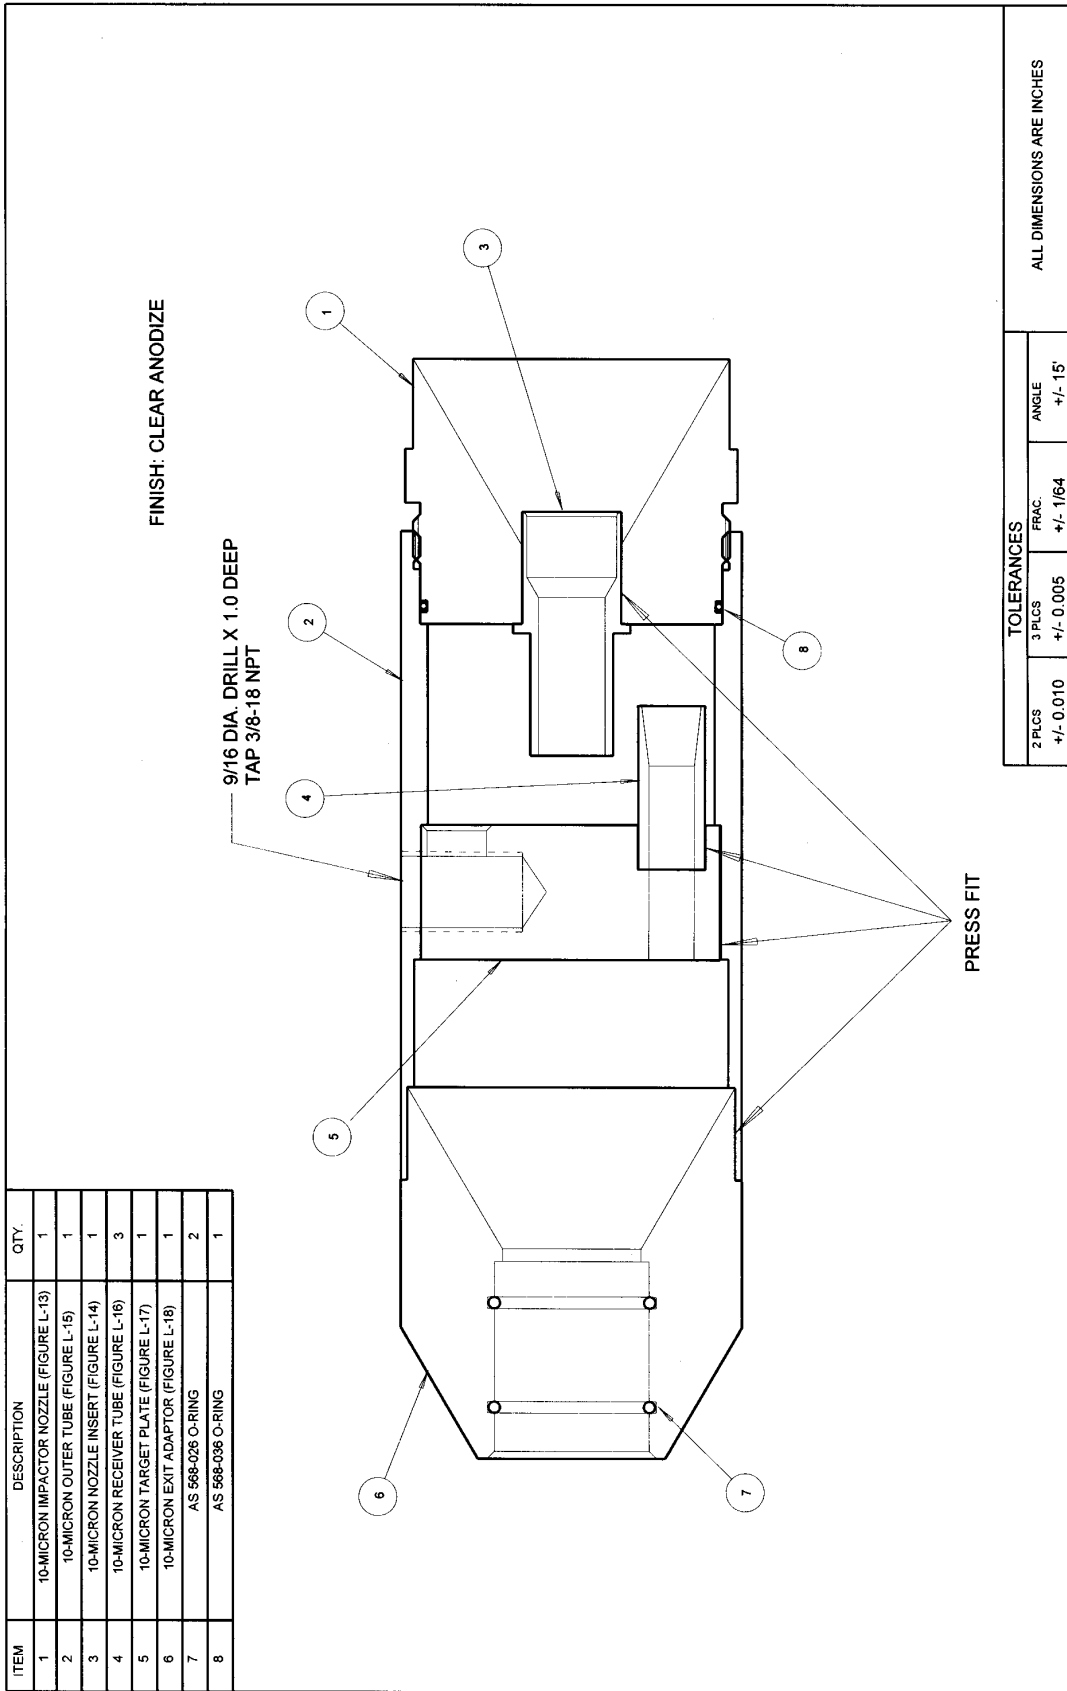 ITEM DESCRIPTION QTY.
1 10-MICRON IMPACTOR NOZZLE (FIGURE L-13) 1
2 10-MICRON OUTER TUBE (FIGURE L-15) 1
3 10-MICRON NOZZLE INSERT (FIGURE L-14) 1
4 10-MICRON RECEIVER TUBE (FIGURE L-16) 3
5 10-MICRON TARGET PLATE (FIGURE L-17) 1
6 10-MICRON EXIT ADAPTOR (FIGURE L-18) 1
7 AS 568-026 O-RING 2
8 AS 568-036 O-RING 1
FINISH: CLEAR ANODIZE
9/16 DIA. DRILL X 1.0 DEEP
TAP 3/8-18 NPT
1
2
3
4
5
6
7
8
PRESS FIT
TOLERANCES
2 PLCS 3 PLCS FRAC. ANGLE
+/- 0.010 +/- 0.005 +/- 1/64 +/- 15'
ALL DIMENSIONS ARE INCHES